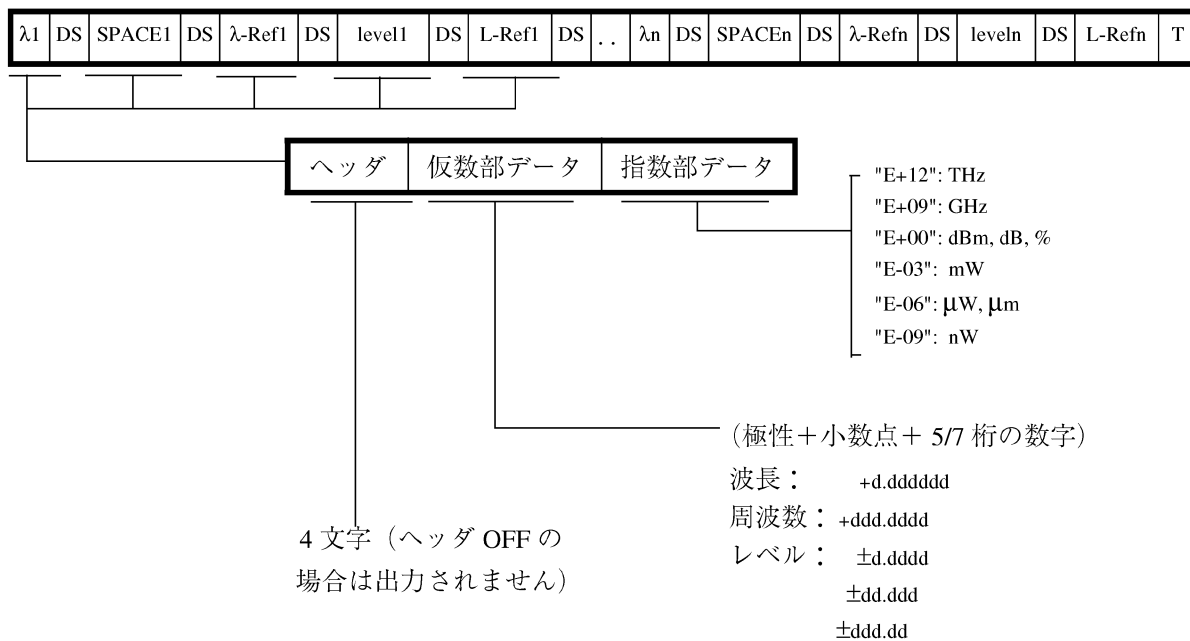 λ1 DS SPACE1 DS λ-Ref1 DS level1 DS L-Ref1 DS . . λn DS SPACEn DS λ-Refn DS leveln DS L-Refn T
ヘッダ 仮数部データ 指数部データ
"E+12": THz
"E+09": GHz
"E+00": dBm, dB, %
"E-03": mW
"E-06": μW, μm
"E-09": nW
(極性＋小数点＋ 5/7 桁の数字)
波長： +d.dddddd
周波数： +ddd.dddd
レベル： ±d.dddd
±dd.ddd
±ddd.dd
4 文字（ヘッダ OFF の
場合は出力されません）